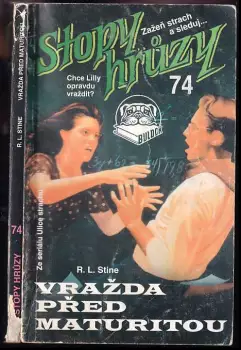 R. L. STINE VRAŽDA PŘED MATURITOU
74
STOPY HRŮZY
Stopy
hrůzy
Zažeň strach
a sleduj...
Chce Lilly
opravdu
vraždit?
74
BULDOK
Ze seriálu Ulice strachu
R. L. Stine
VRAŽDA
PŘED
MATURITOU